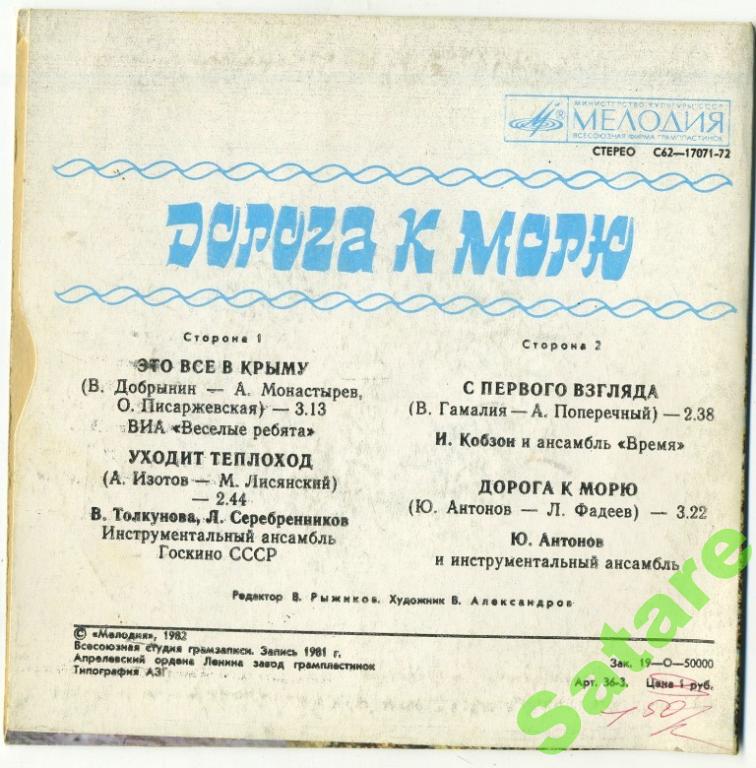 МИНИСТЕРСТВО КУЛЬТУРЫ СССР
МЕЛОДИЯ
ВСЕСОЮЗНАЯ ФИРМА ГРАМПЛАСТИНОК
СТЕРЕО С62—17071-72
ДОРОГА К МОРЮ
Сторона 1
ЭТО ВСЕ В КРЫМУ
(В. Добрынин — А. Монастырев,
О. Писаржевская) — 3.13
ВИА «Веселые ребята»
УХОДИТ ТЕПЛОХОД
(А. Изотов — М. Лисянский)
— 2.44
В. Толкунова, Л. Серебренников
Инструментальный ансамбль
Госкино СССР
Сторона 2
С ПЕРВОГО ВЗГЛЯДА
(В. Гамалия — А. Поперечный) — 2.38
И. Кобзон и ансамбль «Время»
ДОРОГА К МОРЮ
(Ю. Антонов — Л. Фадеев) — 3.22
Ю. Антонов
и инструментальный ансамбль
Редактор В. Рыжиков. Художник В. Александров
© «Мелодия», 1982
Всесоюзная студия грамзаписи. Запись 1981 г.
Апрелевский ордена Ленина завод грампластинок
Типография АЗГ
Зак. 19—О—50000
Арт. 36-3. Цена 1 руб.
Satare